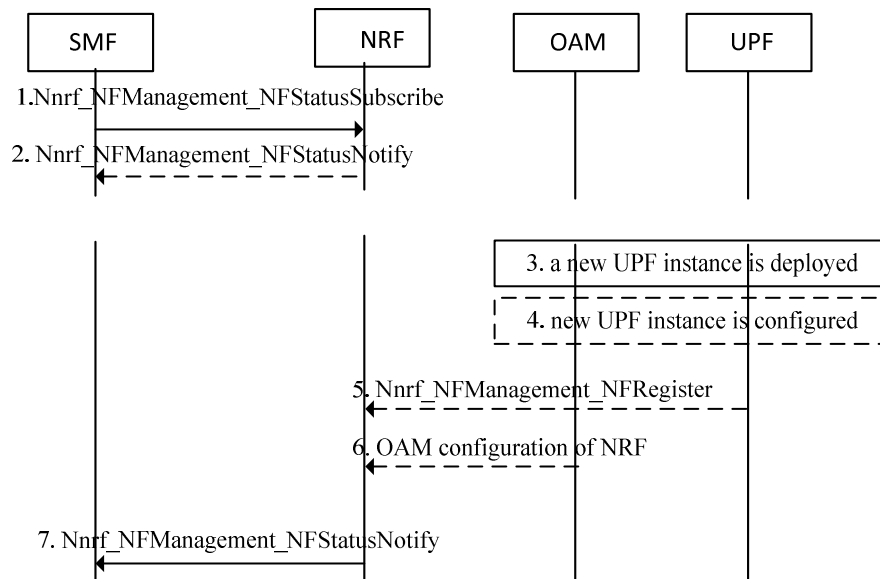 SMF
NRF
OAM
UPF
1.Nnrf_NFManagement_NFStatusSubscribe
2. Nnrf_NFManagement_NFStatusNotify
3. a new UPF instance is deployed
4. new UPF instance is configured
5. Nnrf_NFManagement_NFRegister
6. OAM configuration of NRF
7. Nnrf_NFManagement_NFStatusNotify